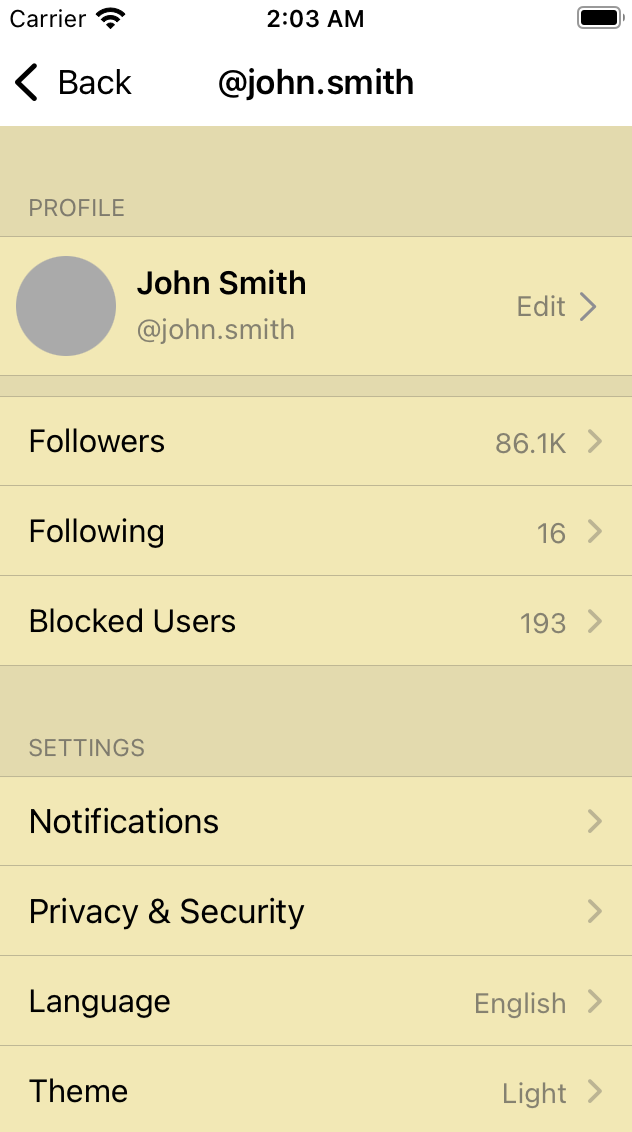 Carrier 2:03 AM
Back @john.smith
PROFILE
John Smith
@john.smith
Edit
Followers 86.1K
Following 16
Blocked Users 193
SETTINGS
Notifications
Privacy & Security
Language English
Theme Light